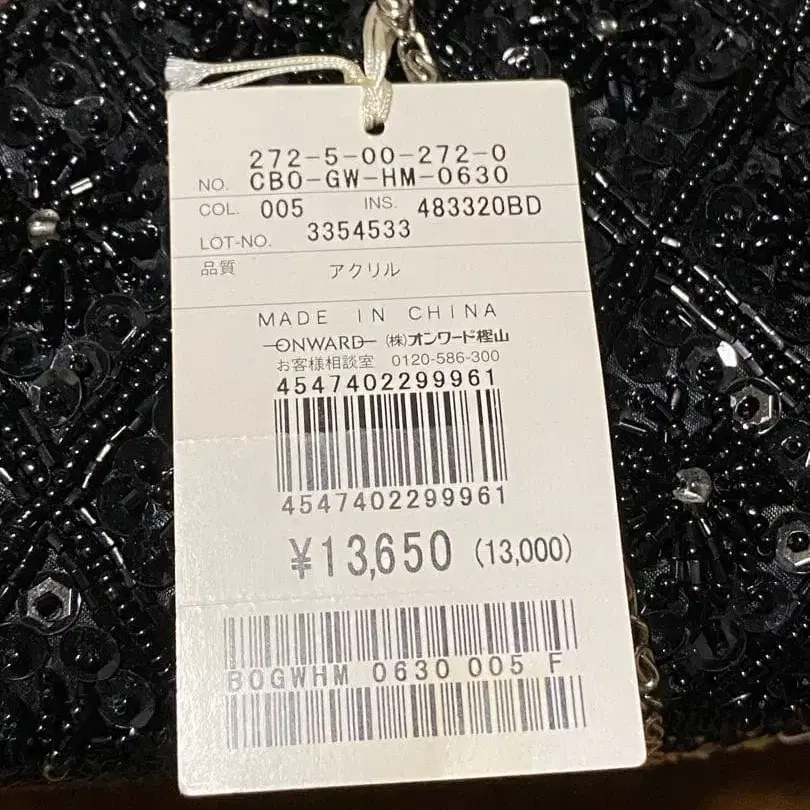 272-5-00-272-0
NO. CBO-GW-HM-0630
COL. 005 INS. 483320BD
LOT-NO. 3354533
品質 アクリル
MADE IN CHINA
ONWARD (株)オンワード樫山
お客様相談室 0120-586-300
4547402299961
4547402299961
¥13,650 (13,000)
BOGWHM 0630 005 F